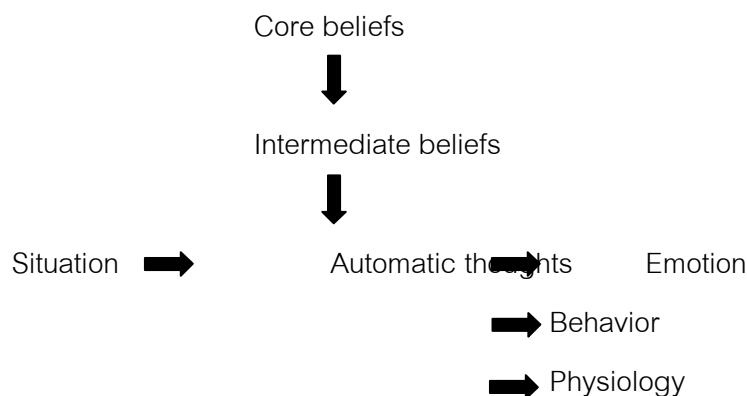 Core beliefs
Intermediate beliefs
Situation Automatic thoughts Emotion
Behavior
Physiology